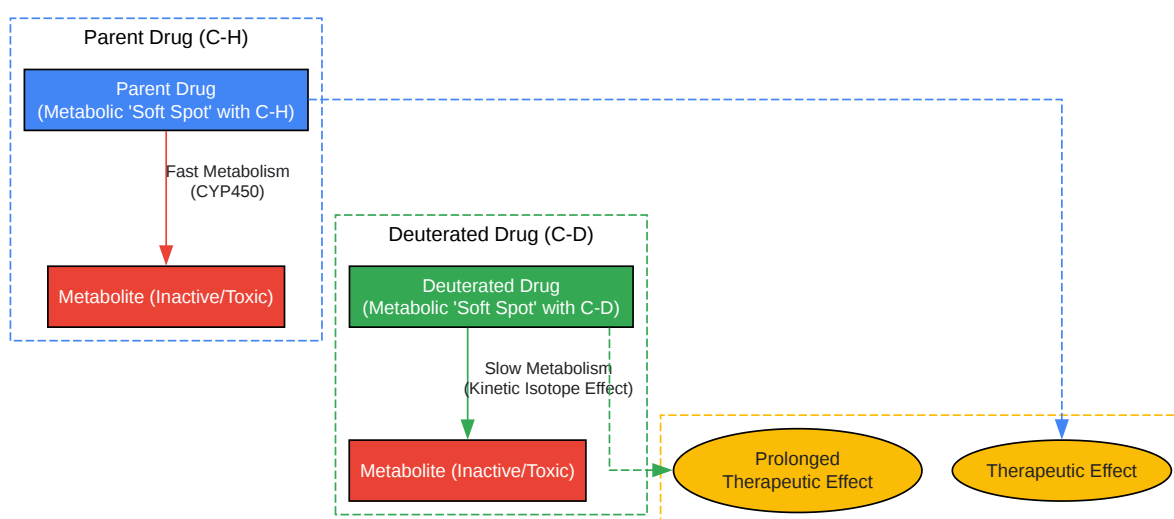 Parent Drug (C-H)
Parent Drug
(Metabolic 'Soft Spot' with C-H)
Fast Metabolism
(CYP450)
Metabolite (Inactive/Toxic)
Deuterated Drug (C-D)
Deuterated Drug
(Metabolic 'Soft Spot' with C-D)
Slow Metabolism
(Kinetic Isotope Effect)
Metabolite (Inactive/Toxic)
Prolonged
Therapeutic Effect
Therapeutic Effect